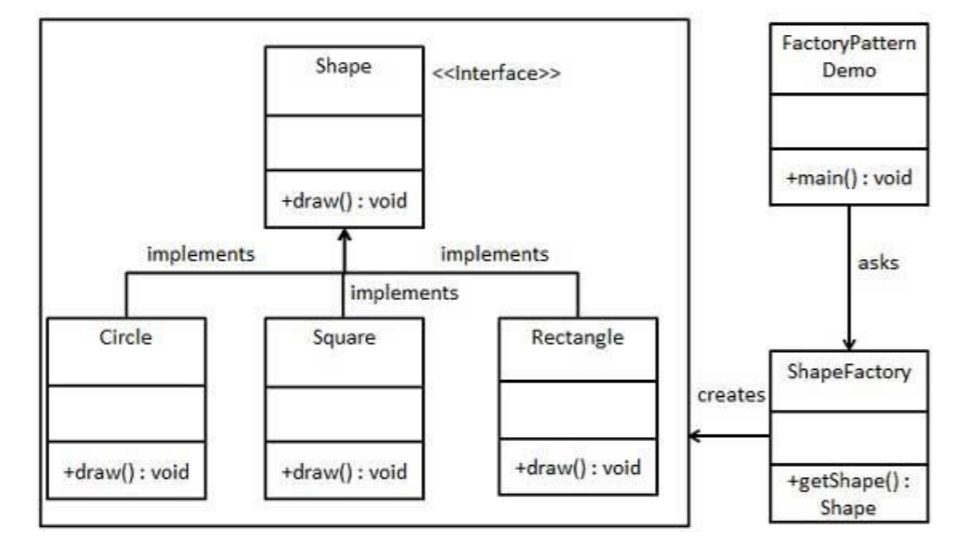 Shape
<<Interface>>
+draw() : void
implements
implements
implements
Circle
+draw() : void
Square
+draw() : void
Rectangle
+draw() : void
FactoryPattern
Demo
+main() : void
asks
ShapeFactory
+getShape() :
Shape
creates